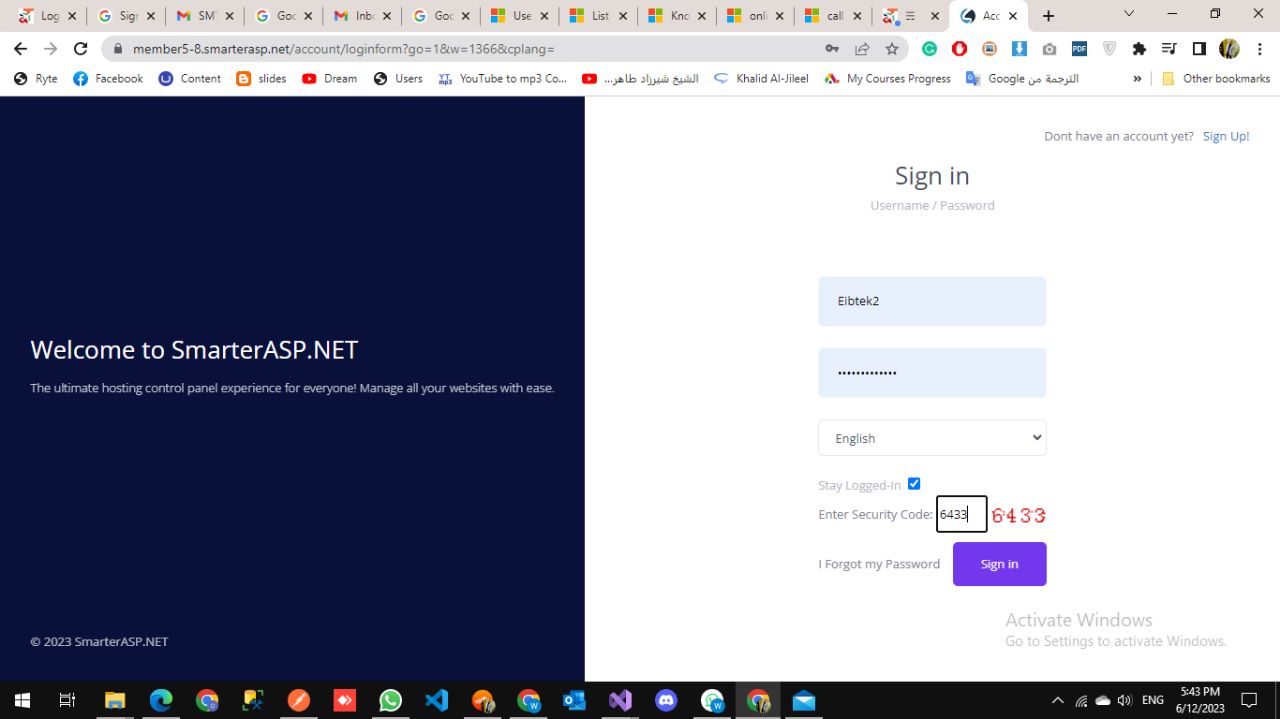 Log
Sign
SMT
Goo
Inbo
Goo
Use
List
Kno
onli
call
Acc
member5-8.smarterasp.net/account/loginform?go=1&w=1366&cplang=
Ryte
Facebook
Content
slides
Dream
Users
YouTube to mp3 Co...
الشيخ شيرزاد طاهر...
Khalid Al-Jileel
My Courses Progress
الترجمة من Google
»
Other bookmarks
Dont have an account yet? Sign Up!
Sign in
Username / Password
Eibtek2
•••••••••••••
English
Stay Logged-In
Enter Security Code: 6433 6433
I Forgot my Password
Sign in
Welcome to SmarterASP.NET
The ultimate hosting control panel experience for everyone! Manage all your websites with ease.
© 2023 SmarterASP.NET
Activate Windows
Go to Settings to activate Windows.
ENG
5:43 PM
6/12/2023